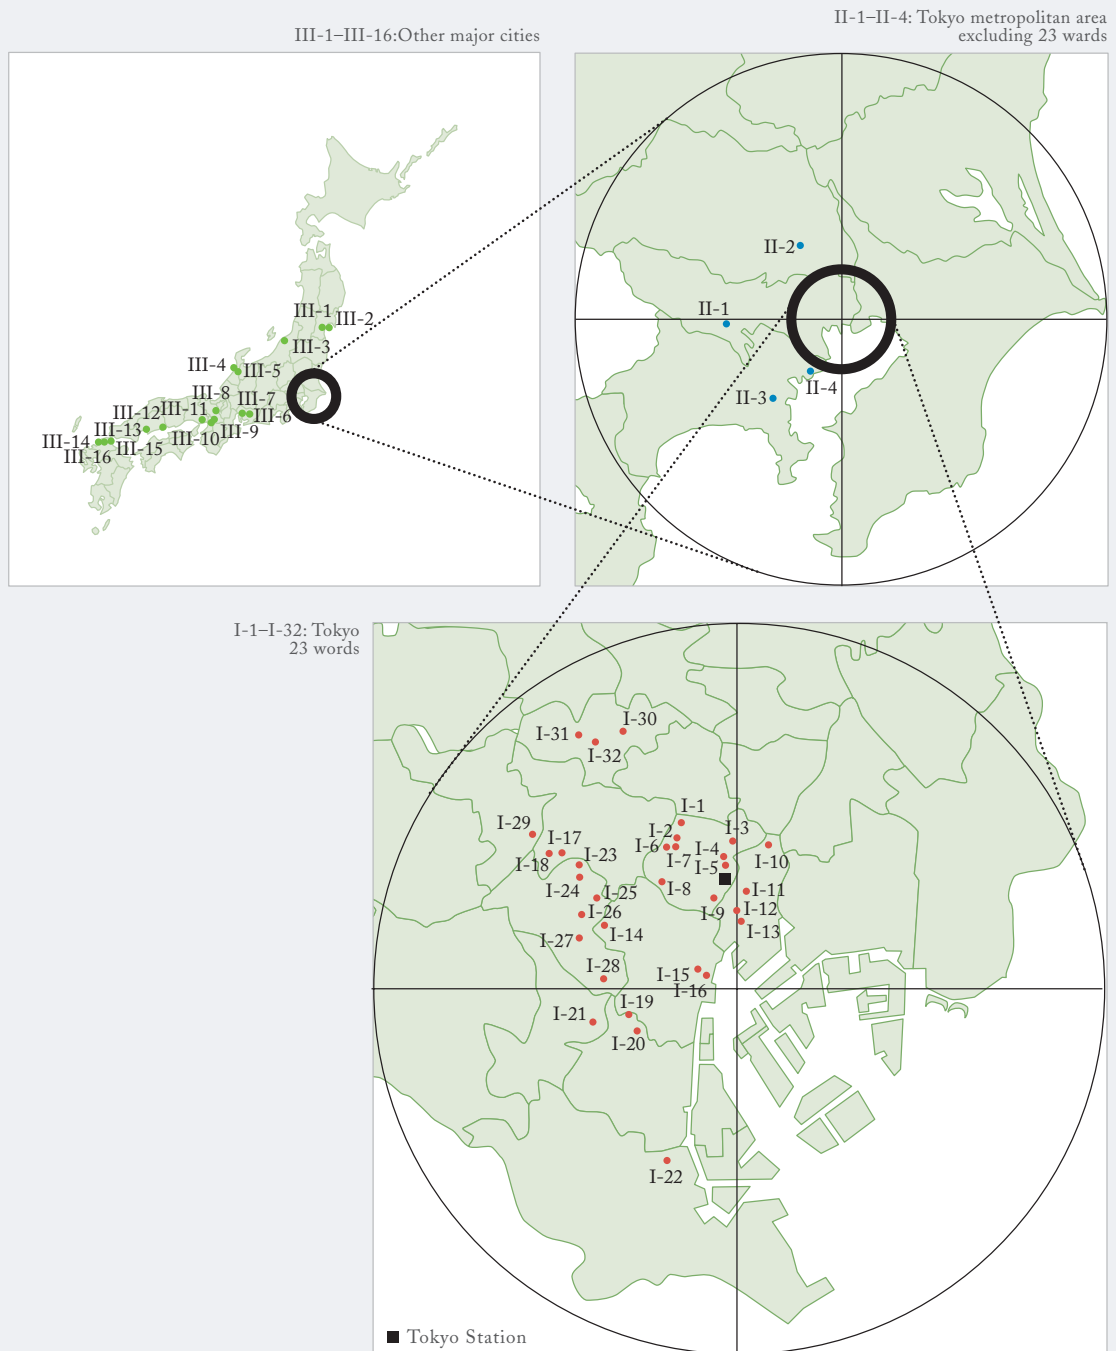 III-1–III-16:Other major cities
II-1–II-4: Tokyo metropolitan area
excluding 23 wards
III-1
III-2
III-3
III-4
III-5
III-8
III-7
III-12
III-11
III-6
III-13
III-9
III-14
III-10
III-15
III-16
II-2
II-1
II-4
II-3
I-1–I-32: Tokyo
23 words
I-30
I-31
I-32
I-1
I-29
I-2
I-3
I-17
I-6
I-4
I-10
I-18
I-23
I-7
I-5
I-24
I-8
I-11
I-25
I-26
I-9
I-12
I-14
I-13
I-27
I-28
I-15
I-16
I-19
I-21
I-20
I-22
Tokyo Station